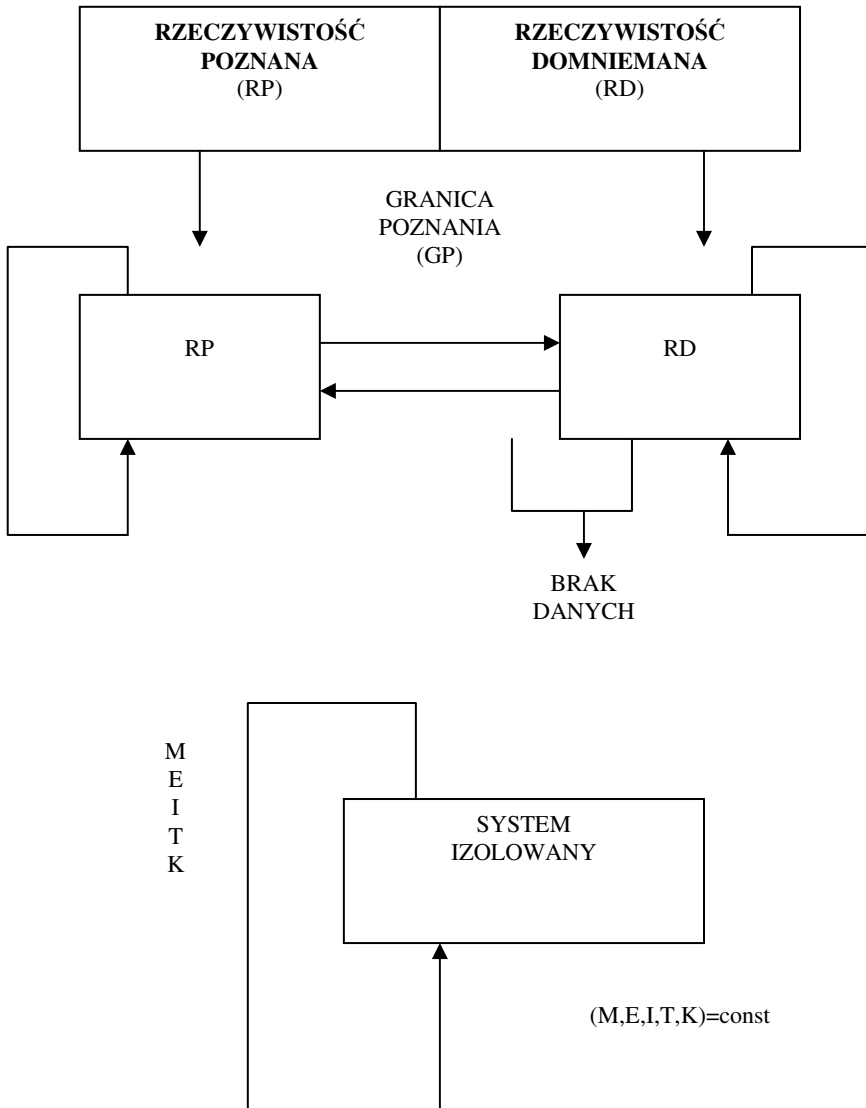 RZECZYWISTOŚĆ
POZNANA
(RP)
RZECZYWISTOŚĆ
DOMNIEMANA
(RD)
GRANICA
POZNANIA
(GP)
RP
RD
BRAK
DANYCH
M
E
I
T
K
SYSTEM
IZOLOWANY
(M,E,I,T,K)=const